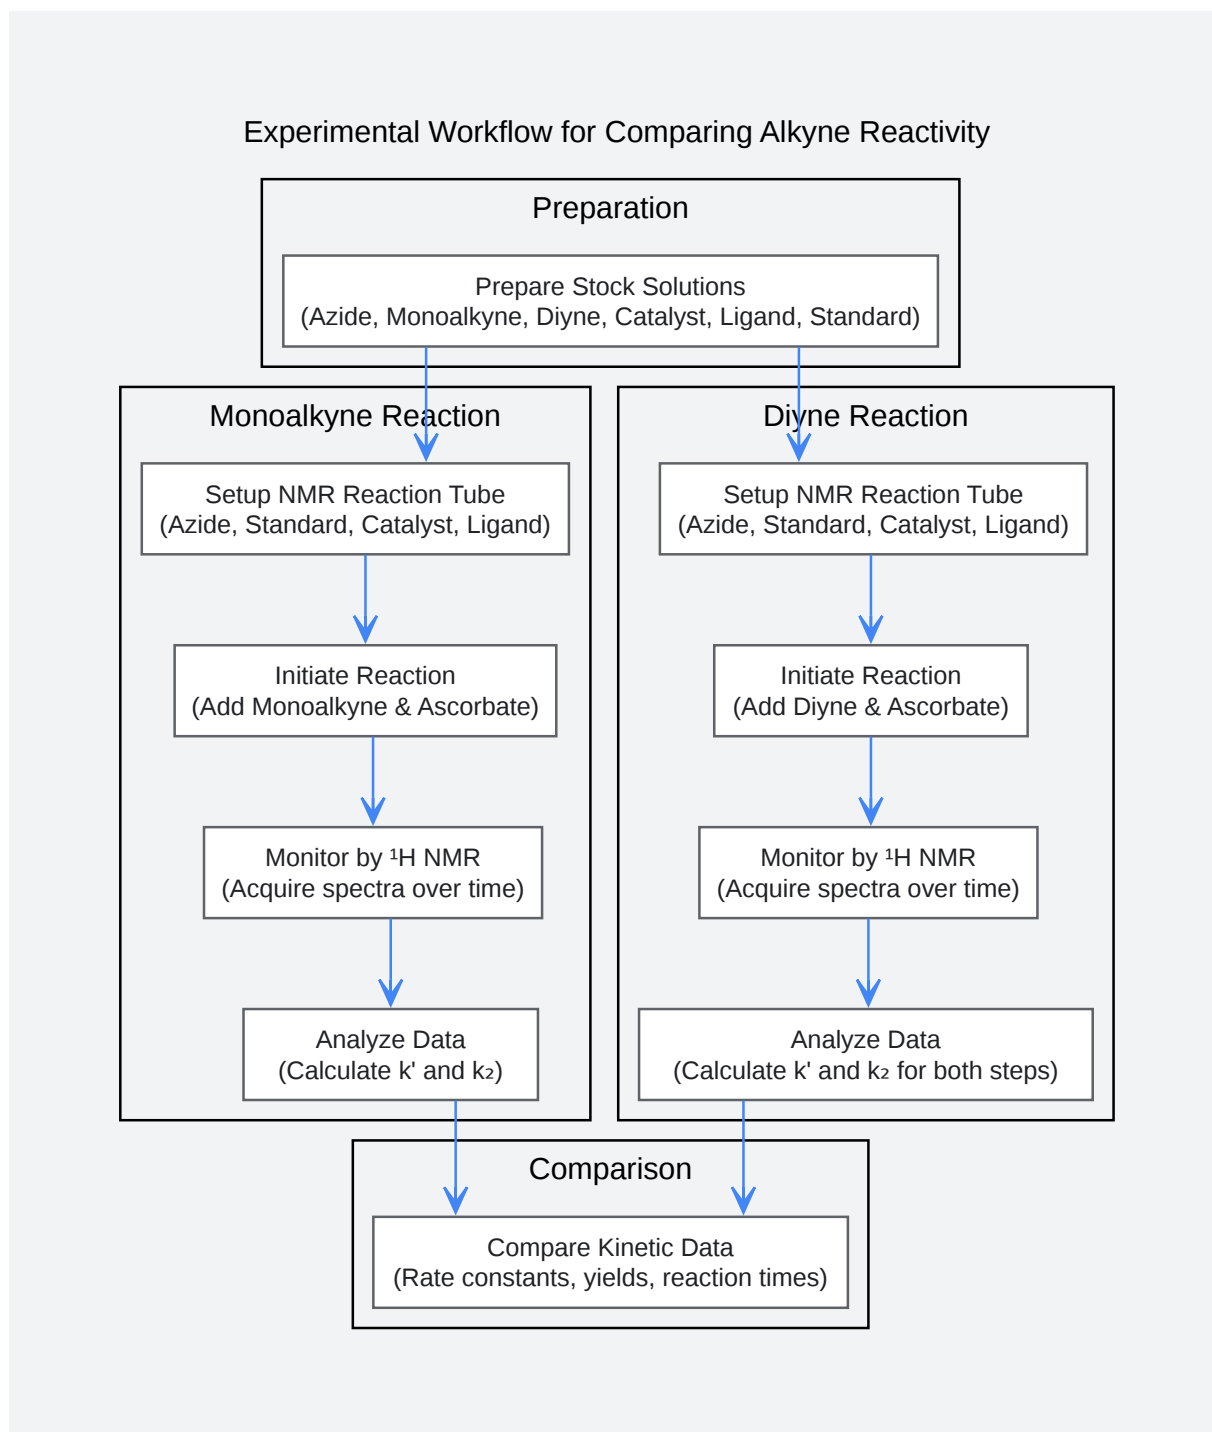 Experimental Workflow for Comparing Alkyne Reactivity
Preparation
Prepare Stock Solutions
(Azide, Monoalkyne, Diyne, Catalyst, Ligand, Standard)
Monoalkyne Reaction
Setup NMR Reaction Tube
(Azide, Standard, Catalyst, Ligand)
Initiate Reaction
(Add Monoalkyne & Ascorbate)
Monitor by ¹H NMR
(Acquire spectra over time)
Analyze Data
(Calculate k' and k₂)
Diyne Reaction
Setup NMR Reaction Tube
(Azide, Standard, Catalyst, Ligand)
Initiate Reaction
(Add Diyne & Ascorbate)
Monitor by ¹H NMR
(Acquire spectra over time)
Analyze Data
(Calculate k' and k₂ for both steps)
Comparison
Compare Kinetic Data
(Rate constants, yields, reaction times)